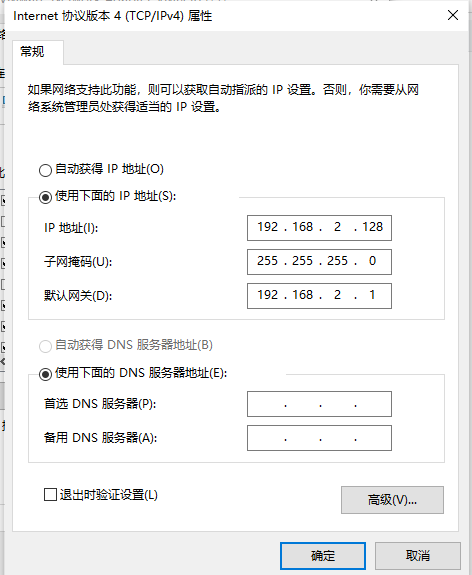 Internet 协议版本 4 (TCP/IPv4) 属性
常规
如果网络支持此功能，则可以获取自动指派的 IP 设置。否则，你需要从网
络系统管理员处获得适当的 IP 设置。
自动获得 IP 地址(O)
使用下面的 IP 地址(S):
IP 地址(I): 192 . 168 . 2 . 128
子网掩码(U): 255 . 255 . 255 . 0
默认网关(D): 192 . 168 . 2 . 1
自动获得 DNS 服务器地址(B)
使用下面的 DNS 服务器地址(E):
首选 DNS 服务器(P): . . .
备用 DNS 服务器(A): . . .
退出时验证设置(L)
高级(V)...
确定 取消